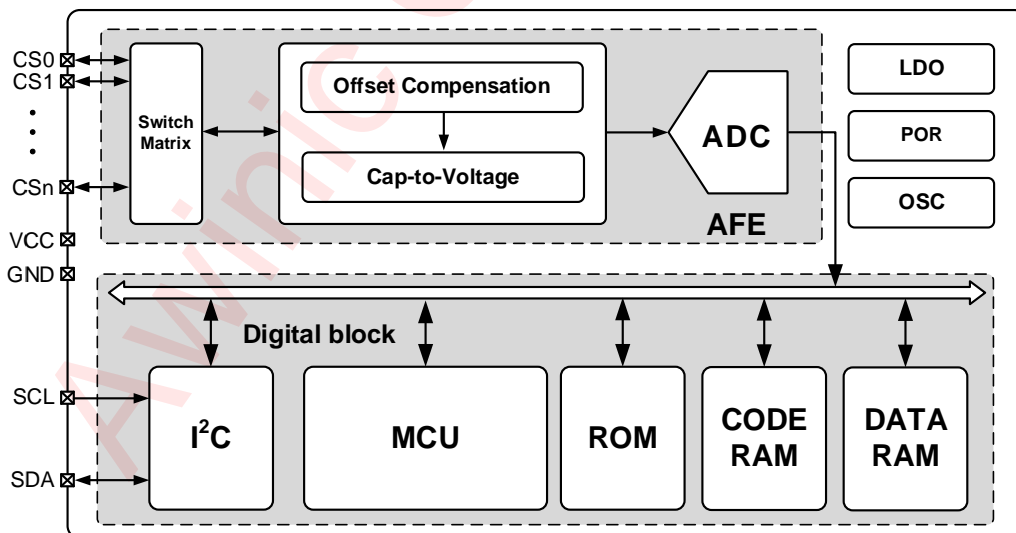 CS0
CS1
CSn
VCC
GND
SCL
SDA
Switch
Matrix
Offset Compensation
Cap-to-Voltage
ADC
AFE
LDO
POR
OSC
Digital block
I²C
MCU
ROM
CODE
RAM
DATA
RAM
Awinic